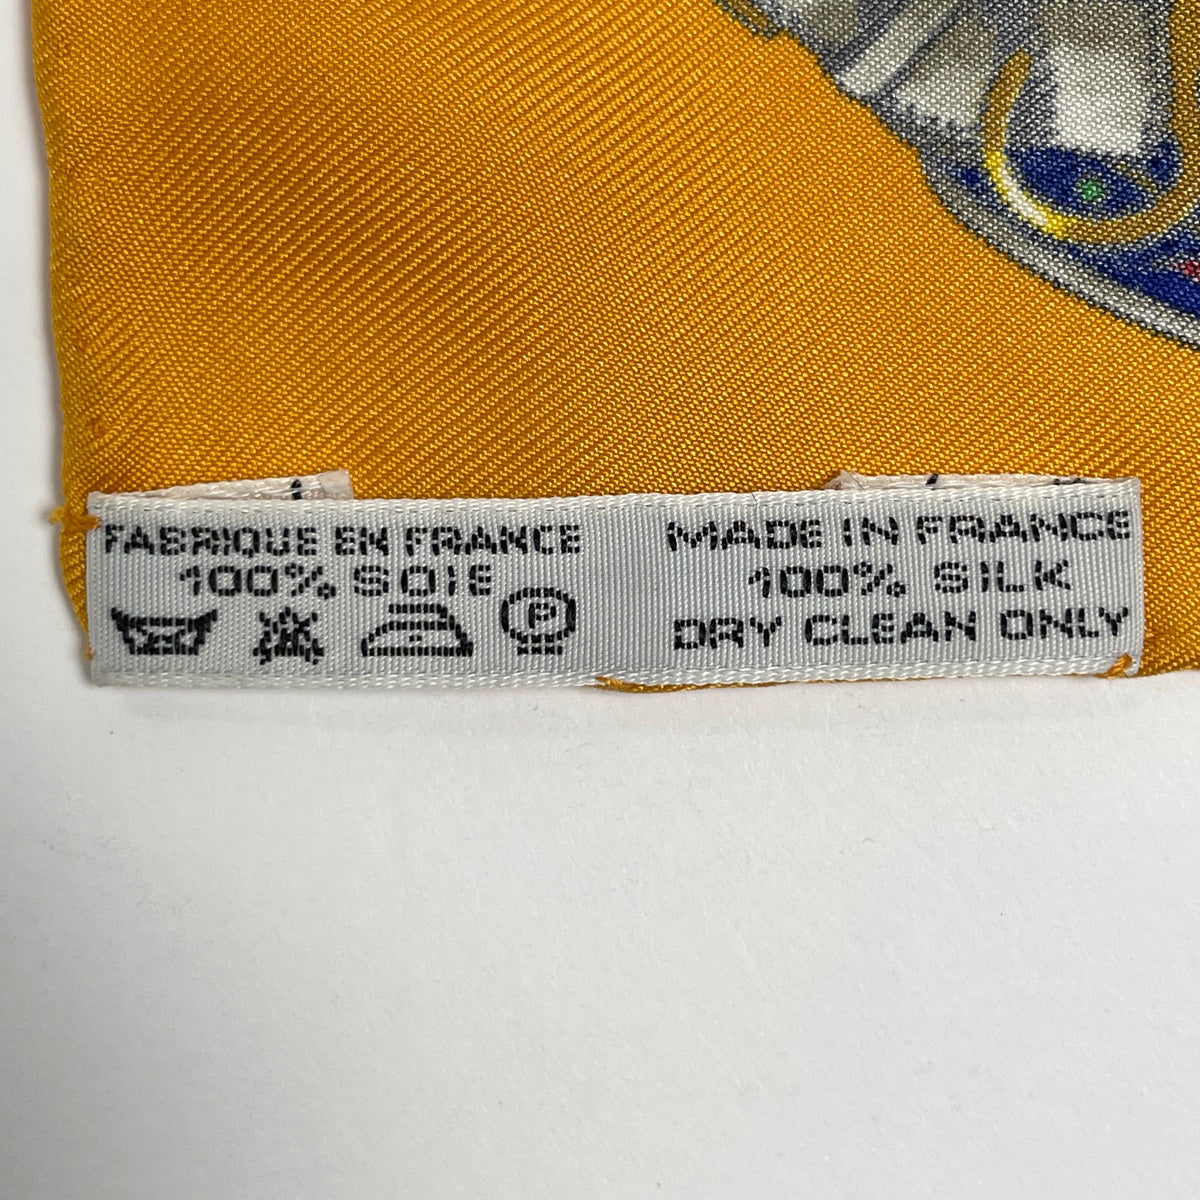 FABRIQUE EN FRANCE
100% SOIE
P
MADE IN FRANCE
100% SILK
DRY CLEAN ONLY